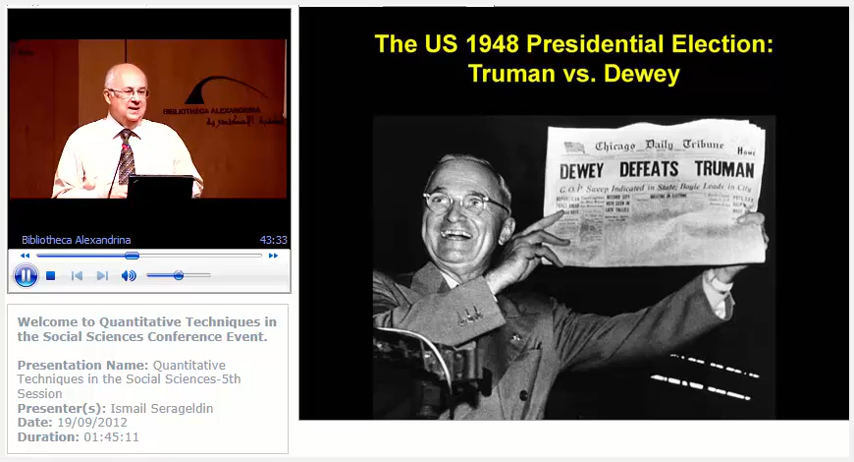 BIBLIOTHECA ALEXANDRINA
Bibliotheca Alexandrina
43:33
Welcome to Quantitative Techniques in
the Social Sciences Conference Event.
Presentation Name: Quantitative
Techniques in the Social Sciences-5th
Session
Presenter(s): Ismail Serageldin
Date: 19/09/2012
Duration: 01:45:11
The US 1948 Presidential Election:
Truman vs. Dewey
Chicago Daily Tribune
HOME
DEWEY DEFEATS TRUMAN
G.O.P. Sweep Indicated in State; Boyle Leads in City